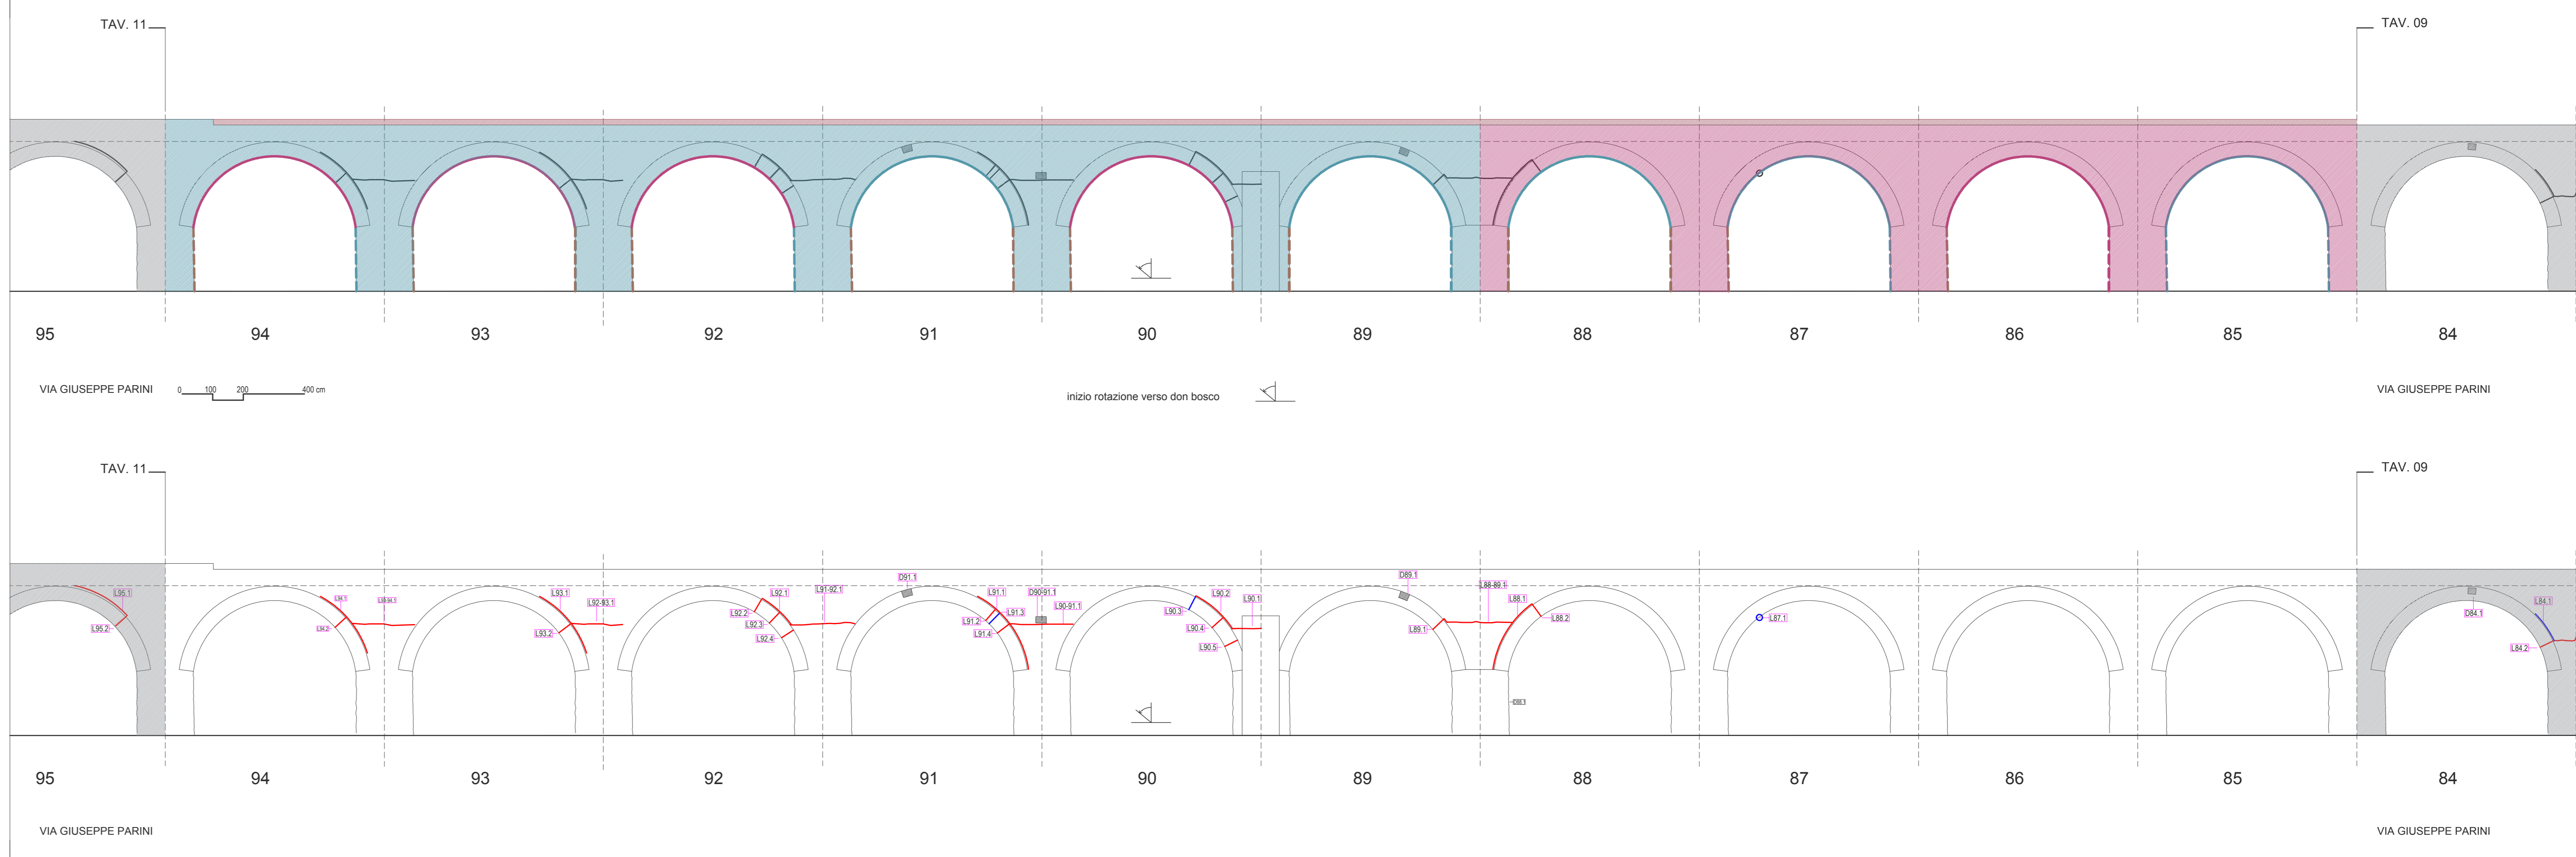 TAV. 11
TAV. 09
95 94 93 92 91 90 89 88 87 86 85 84
VIA GIUSEPPE PARINI
0 100 200 400 cm
inizio rotazione verso don bosco
VIA GIUSEPPE PARINI
TAV. 11
TAV. 09
L95.1
L95.2
L94.1
L94.2
L93.1
L93.2
L92-93.1
L92.1
L92.2
L92.3
L92.4
L91-92.1
D91.1
L91.1
L91.2
L91.3
L91.4
D90-91.1
L90-91.1
L90.2
L90.3
L90.4
L90.5
L90.1
D89.1
L89.1
L88-89.1
L88.1
L88.2
L87.1
D84.1
L84.1
L84.2
95 94 93 92 91 90 89 88 87 86 85 84
VIA GIUSEPPE PARINI
VIA GIUSEPPE PARINI